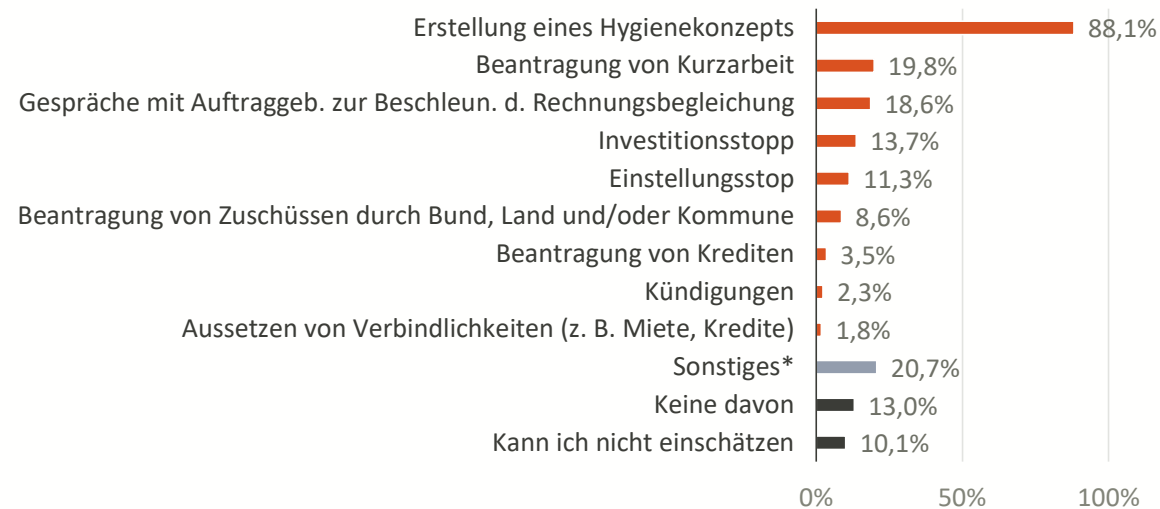 Erstellung eines Hygienekonzepts 88,1%
Beantragung von Kurzarbeit 19,8%
Gespräche mit Auftraggeb. zur Beschleun. d. Rechnungsbegleichung 18,6%
Investitionsstopp 13,7%
Einstellungsstop 11,3%
Beantragung von Zuschüssen durch Bund, Land und/oder Kommune 8,6%
Beantragung von Krediten 3,5%
Kündigungen 2,3%
Aussetzen von Verbindlichkeiten (z. B. Miete, Kredite) 1,8%
Sonstiges* 20,7%
Keine davon 13,0%
Kann ich nicht einschätzen 10,1%
0% 50% 100%